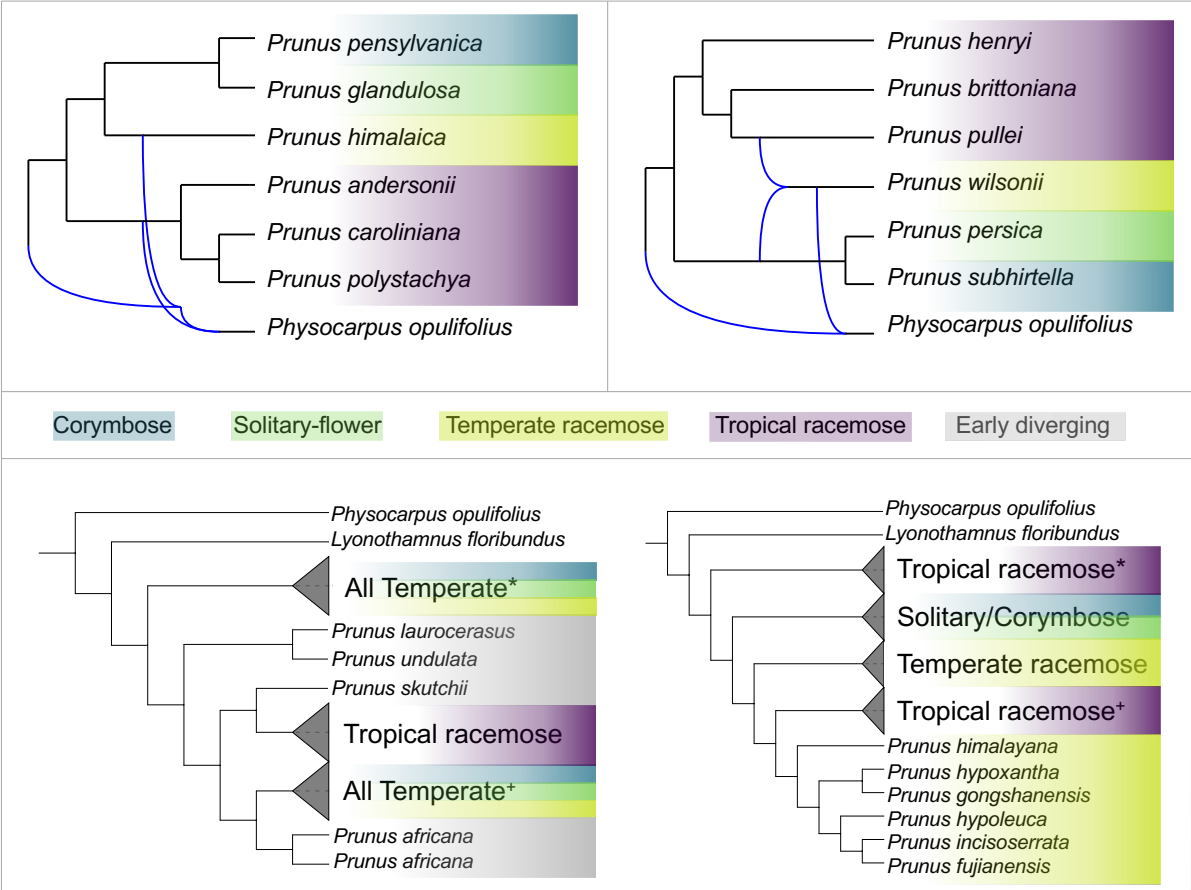 Prunus pensylvanica
Prunus glandulosa
Prunus himalaica
Prunus andersonii
Prunus caroliniana
Prunus polystachya
Physocarpus opulifolius
Prunus henryi
Prunus brittoniana
Prunus pullei
Prunus wilsonii
Prunus persica
Prunus subhirtella
Physocarpus opulifolius
Corymbose
Solitary-flower
Temperate racemose
Tropical racemose
Early diverging
Physocarpus opulifolius
Lyonothamnus floribundus
All Temperate*
Prunus laurocerasus
Prunus undulata
Prunus skutchii
Tropical racemose
All Temperate+
Prunus africana
Prunus africana
Physocarpus opulifolius
Lyonothamnus floribundus
Tropical racemose*
Solitary/Corymbose
Temperate racemose
Tropical racemose+
Prunus himalayana
Prunus hypoxantha
Prunus gongshanensis
Prunus hypoleuca
Prunus incisoserrata
Prunus fujianensis